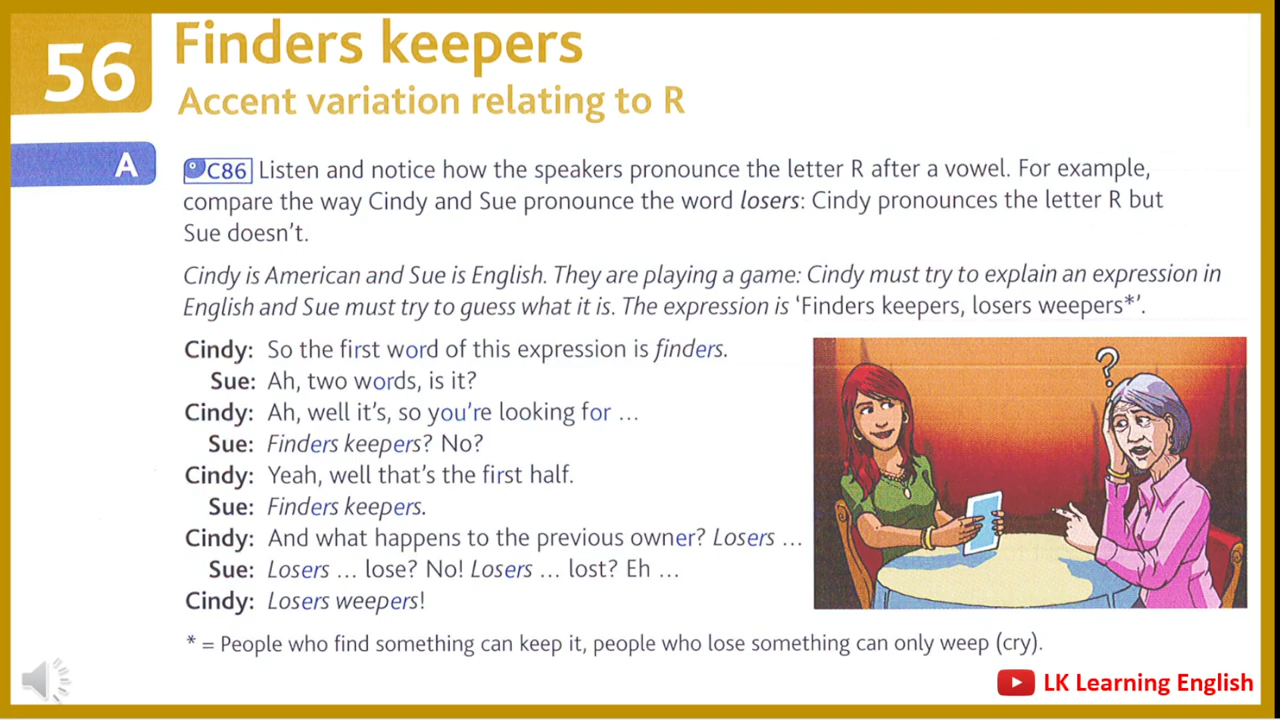 56
Finders keepers
Accent variation relating to R
A
C86 Listen and notice how the speakers pronounce the letter R after a vowel. For example,
compare the way Cindy and Sue pronounce the word losers: Cindy pronounces the letter R but
Sue doesn't.
Cindy is American and Sue is English. They are playing a game: Cindy must try to explain an expression in
English and Sue must try to guess what it is. The expression is 'Finders keepers, losers weepers*'.
Cindy: So the first word of this expression is finders.
Sue: Ah, two words, is it?
Cindy: Ah, well it's, so you're looking for ...
Sue: Finders keepers? No?
Cindy: Yeah, well that's the first half.
Sue: Finders keepers.
Cindy: And what happens to the previous owner? Losers ...
Sue: Losers ... lose? No! Losers ... lost? Eh ...
Cindy: Losers weepers!
?
* = People who find something can keep it, people who lose something can only weep (cry).
LK Learning English